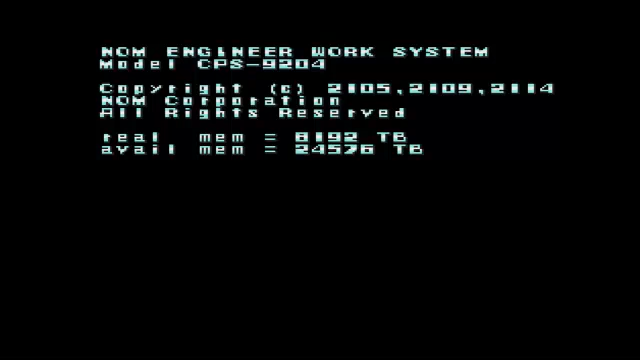 NOM ENGINEER WORK SYSTEM
Model CPS-9204
Copyright (c) 2105,2109,2114
NOM Corporation
All Rights Reserved
real mem = 8192 TB
avail mem = 24576 TB